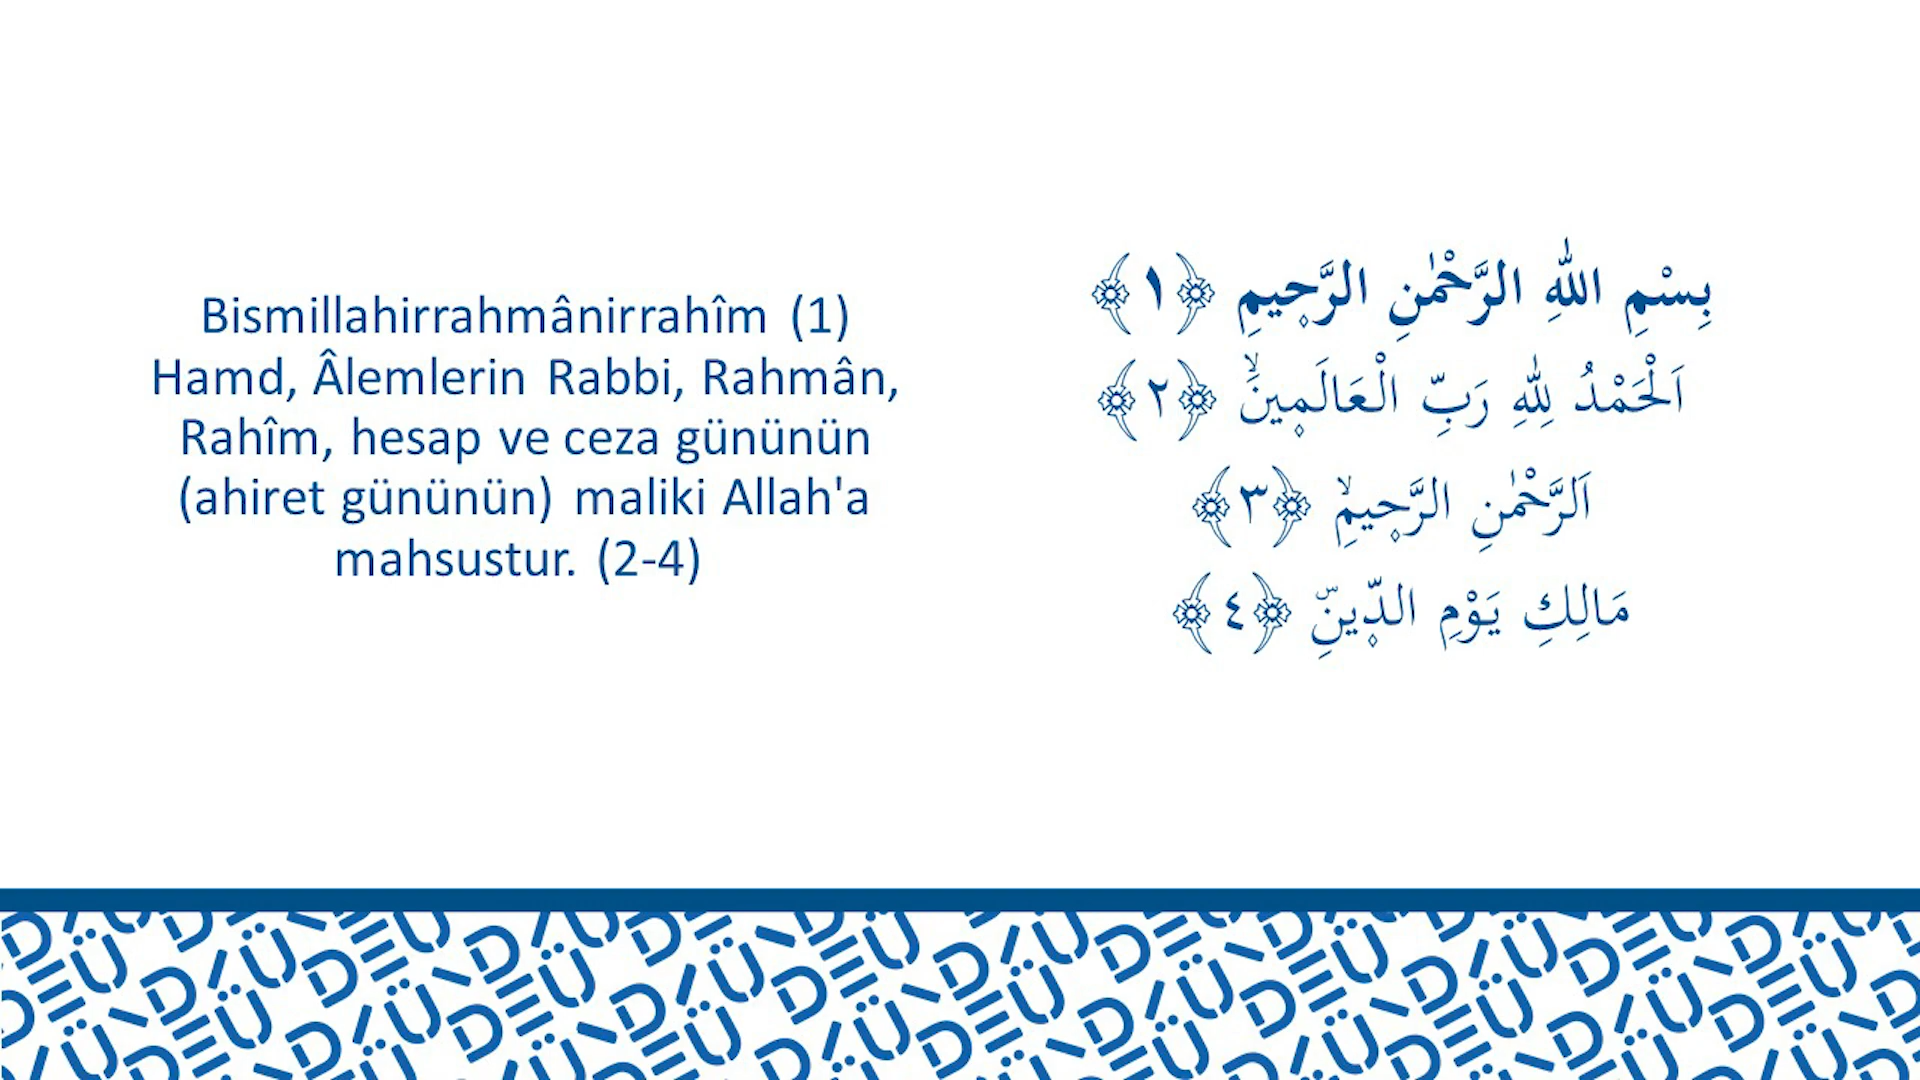 Bismillahirrahmânirrahîm (1)
Hamd, Âlemlerin Rabbi, Rahmân,
Rahîm, hesap ve ceza gününün
(ahiret gününün) maliki Allah'a
mahsustur. (2-4)
بِسْمِ اللّٰهِ الرَّحْمٰنِ الرَّح۪يمِ ﴿١﴾
اَلْحَمْدُ لِلّٰهِ رَبِّ الْعَالَم۪ينَۙ ﴿٢﴾
اَلرَّحْمٰنِ الرَّح۪يمِۙ ﴿٣﴾
مَالِكِ يَوْمِ الدّ۪ينِۜ ﴿٤﴾